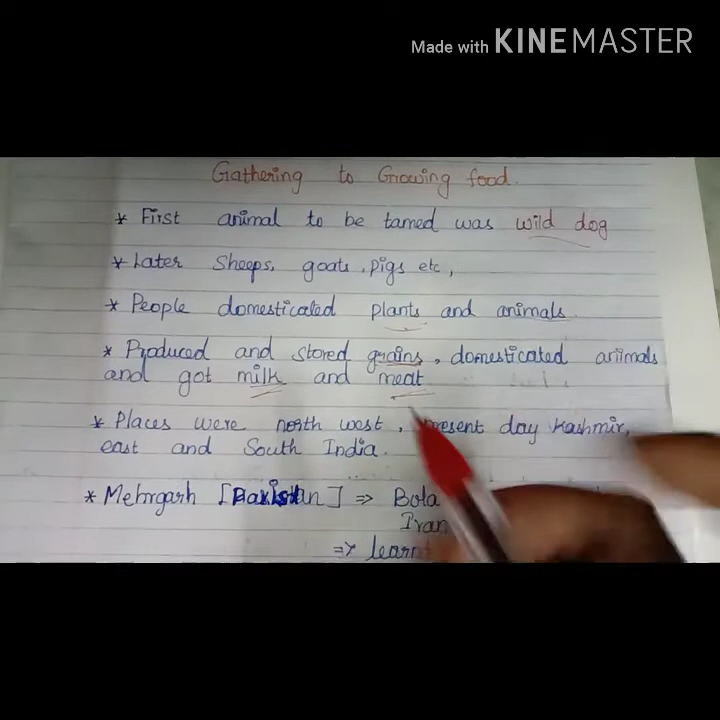 Made with KINEMASTER
Gathering to Growing food.
* First animal to be tamed was wild dog
* Later Sheeps, goats, pigs etc,
* People domesticated plants and animals.
* Produced and stored grains, domesticated animals
and got milk and meat
* Places were north west, present day Kashmir,
east and South India.
* Mehrgarh [Pakistan] => Bola
Iran
=> learnt